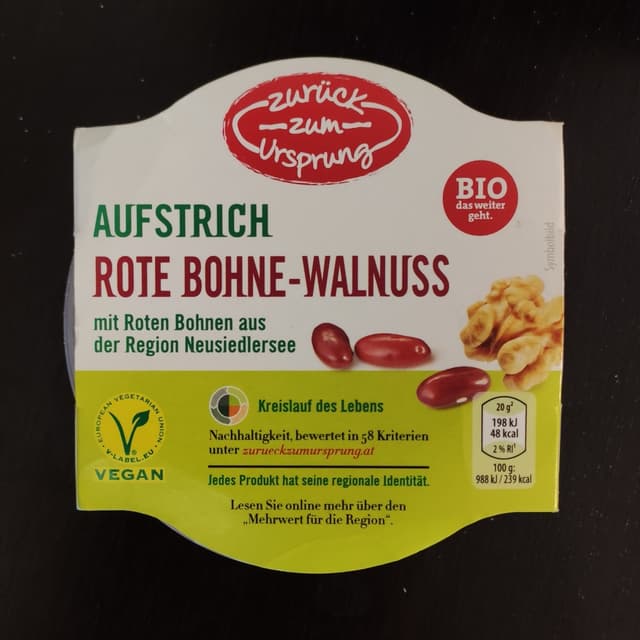 zurück
zum
Ursprung
BIO
das weiter
geht.
Symbolbild
AUFSTRICH
ROTE BOHNE-WALNUSS
mit Roten Bohnen aus
der Region Neusiedlersee
EUROPEAN VEGETARIAN UNION
V-LABEL.EU
VEGAN
Kreislauf des Lebens
Nachhaltigkeit, bewertet in 58 Kriterien
unter zurueckzumursprung.at
Jedes Produkt hat seine regionale Identität.
Lesen Sie online mehr über den
„Mehrwert für die Region“.
20 g²
198 kJ
48 kcal
2 % RI¹
100 g:
988 kJ / 239 kcal